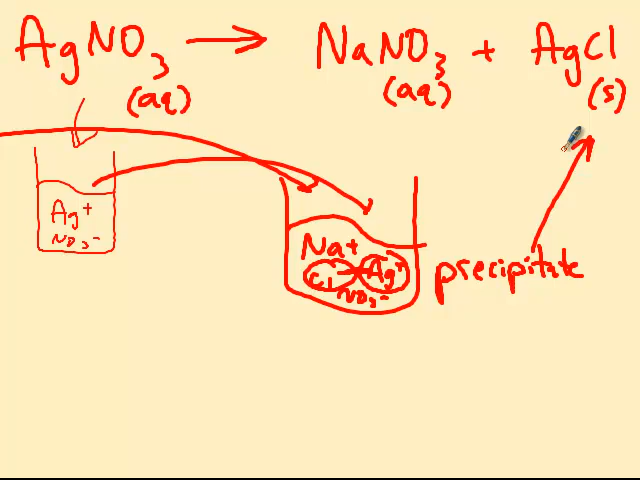 AgNO₃ → NaNO₃ + AgCl
(aq) (aq) (s)
Ag⁺
NO₃⁻
Na⁺
Cl⁻ Ag⁺
NO₃⁻
precipitate